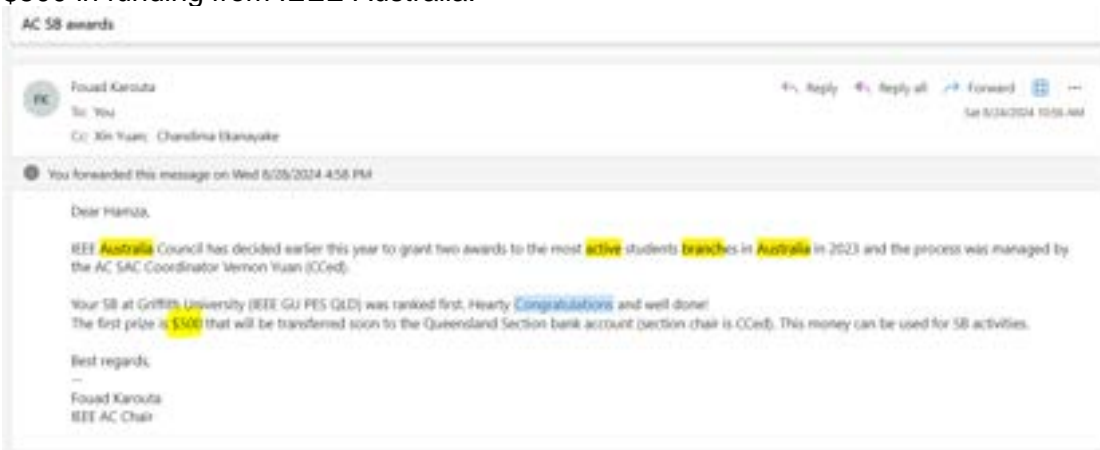 $500 in funding from IEEE Australia.
AC SB awards
FK
Fouad Karouta
To: You
Cc: Xin Yuan; Chandima Ekanayake
Reply Reply all Forward
Sat 8/24/2024 10:56 AM
You forwarded this message on Wed 8/28/2024 4:58 PM
Dear Hamza,
IEEE Australia Council has decided earlier this year to grant two awards to the most active students branches in Australia in 2023 and the process was managed by
the AC SAC Coordinator Vernon Yuan (CCed).
Your SB at Griffith University (IEEE GU PES QLD) was ranked first. Hearty Congratulations and well done!
The first prize is $500 that will be transferred soon to the Queensland Section bank account (section chair is CCed). This money can be used for SB activities.
Best regards,
--
Fouad Karouta
IEEE AC Chair